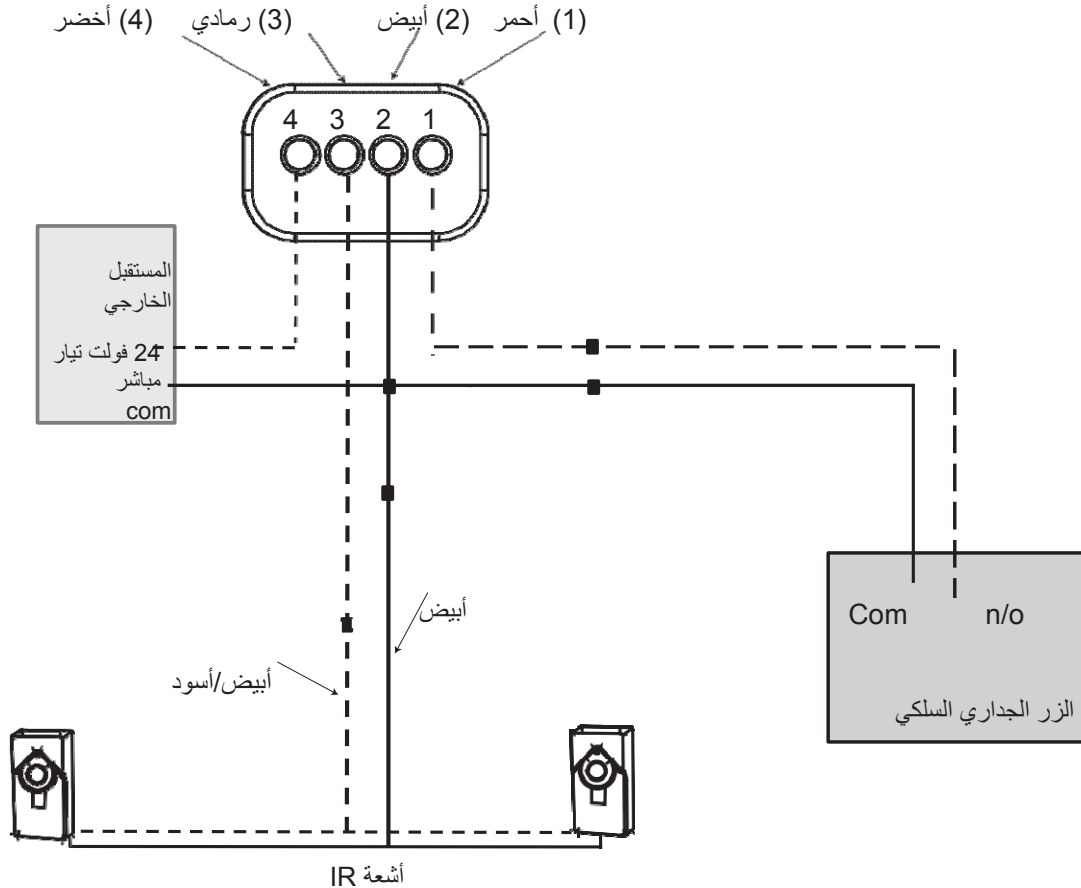 (1) أحمر
(2) أبيض
(3) رمادي
(4) أخضر
4 3 2 1
المستقبل
الخارجي
24 فولت تيار
مباشر
com
Com
n/o
الزر الجداري السلكي
أبيض
أبيض/أسود
أشعة IR